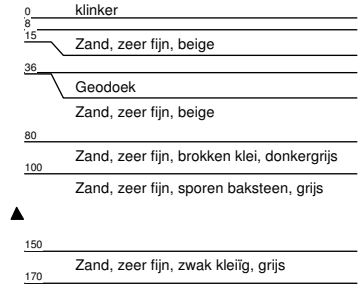 0 klinker
8
15
Zand, zeer fijn, beige
36
Geodoek
Zand, zeer fijn, beige
80
Zand, zeer fijn, brokken klei, donkergrijs
100
Zand, zeer fijn, sporen baksteen, grijs
150
Zand, zeer fijn, zwak kleiïg, grijs
170